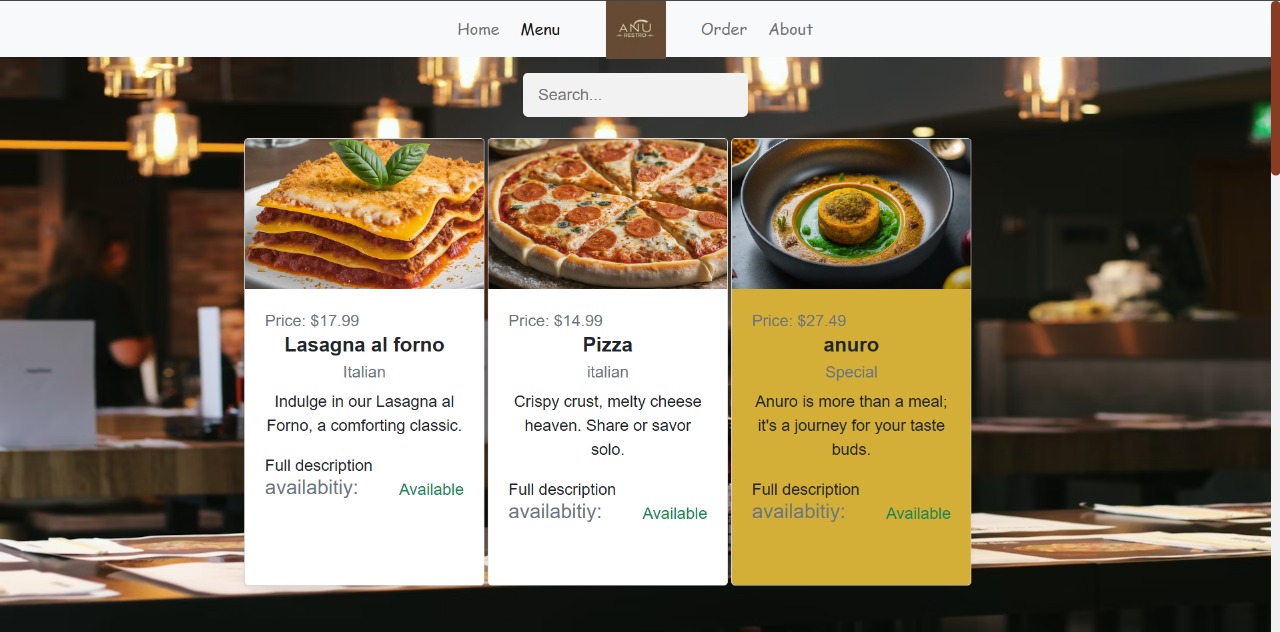 Home Menu ANU Order About
RESTRO
Search...
Price: $17.99
Lasagna al forno
Italian
Indulge in our Lasagna al
Forno, a comforting classic.
Full description
availabitiy: Available
Price: $14.99
Pizza
italian
Crispy crust, melty cheese
heaven. Share or savor
solo.
Full description
availabitiy: Available
Price: $27.49
anuro
Special
Anuro is more than a meal;
it's a journey for your taste
buds.
Full description
availabitiy: Available